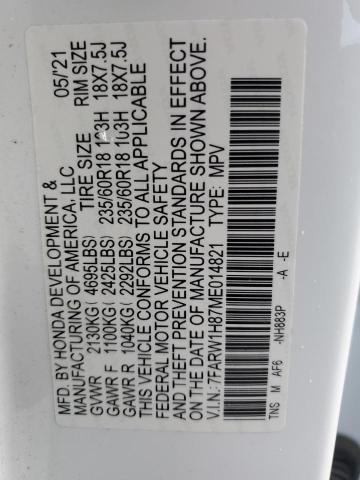 MFD. BY HONDA DEVELOPMENT & 05/'21
MANUFACTURING OF AMERICA, LLC
TIRE SIZE RIM SIZE
GVWR 2130KG( 4695LBS)
GAWR F 1100KG( 2425LBS) 235/60R18 103H 18X7.5J
GAWR R 1040KG( 2292LBS) 235/60R18 103H 18X7.5J
THIS VEHICLE CONFORMS TO ALL APPLICABLE
FEDERAL MOTOR VEHICLE SAFETY
AND THEFT PREVENTION STANDARDS IN EFFECT
ON THE DATE OF MANUFACTURE SHOWN ABOVE.
V.I.N.: 7FARW1H87ME014821 TYPE: MPV
TNS M AF6 -NH883P -A -E